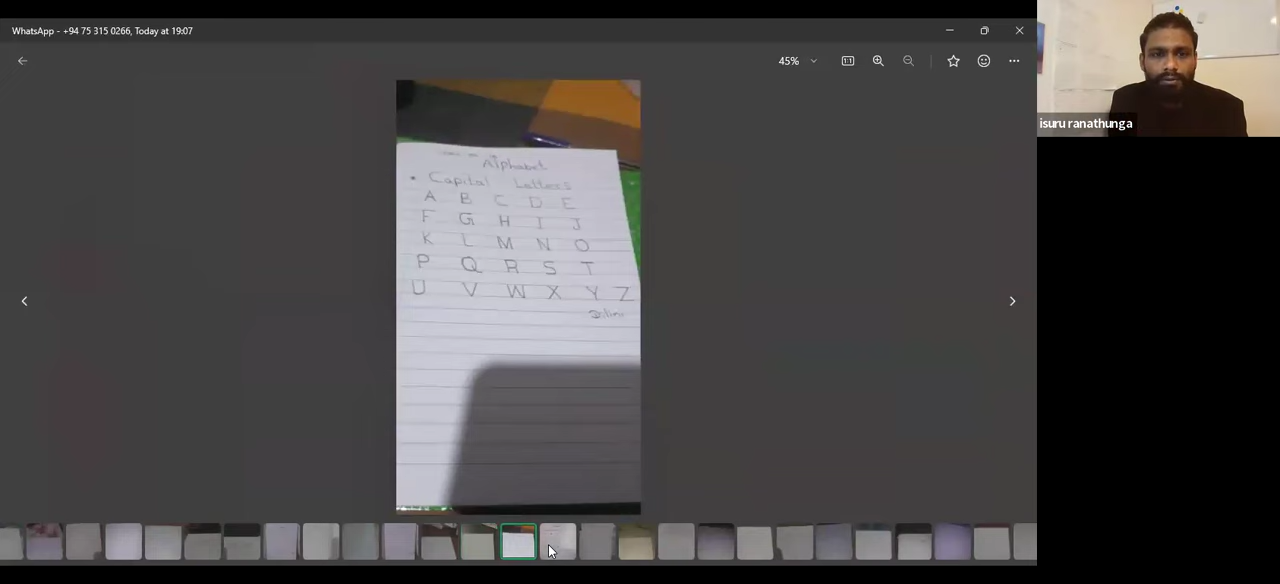 WhatsApp - +94 75 315 0266, Today at 19:07
45%
isuru ranathunga
Alphabet
• Capital Letters
A B C D E
F G H I J
K L M N O
P Q R S T
U V W X Y Z